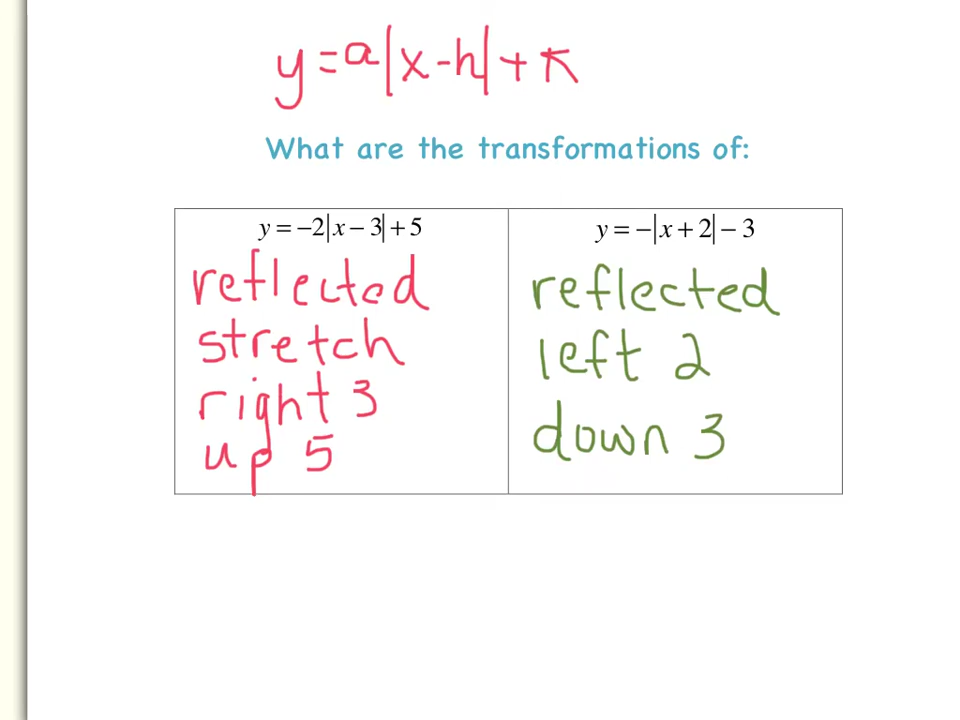 y = a|x - h| + k
What are the transformations of:
y = −2|x − 3| + 5
reflected
stretch
right 3
up 5
y = −|x + 2| − 3
reflected
left 2
down 3